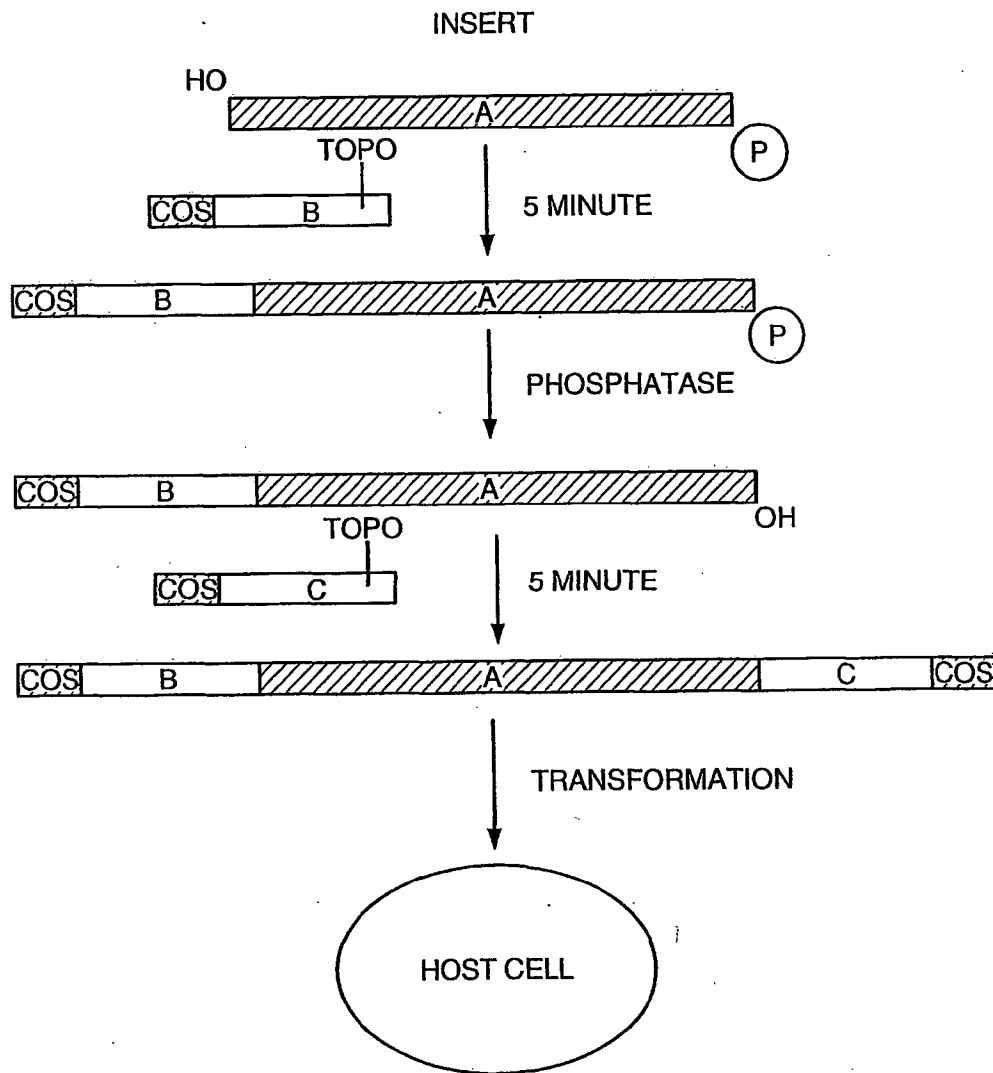 INSERT
HO
A
P
TOPO
COS B
5 MINUTE
COS B A
P
PHOSPHATASE
COS B A
OH
TOPO
COS C
5 MINUTE
COS B A C COS
TRANSFORMATION
HOST CELL